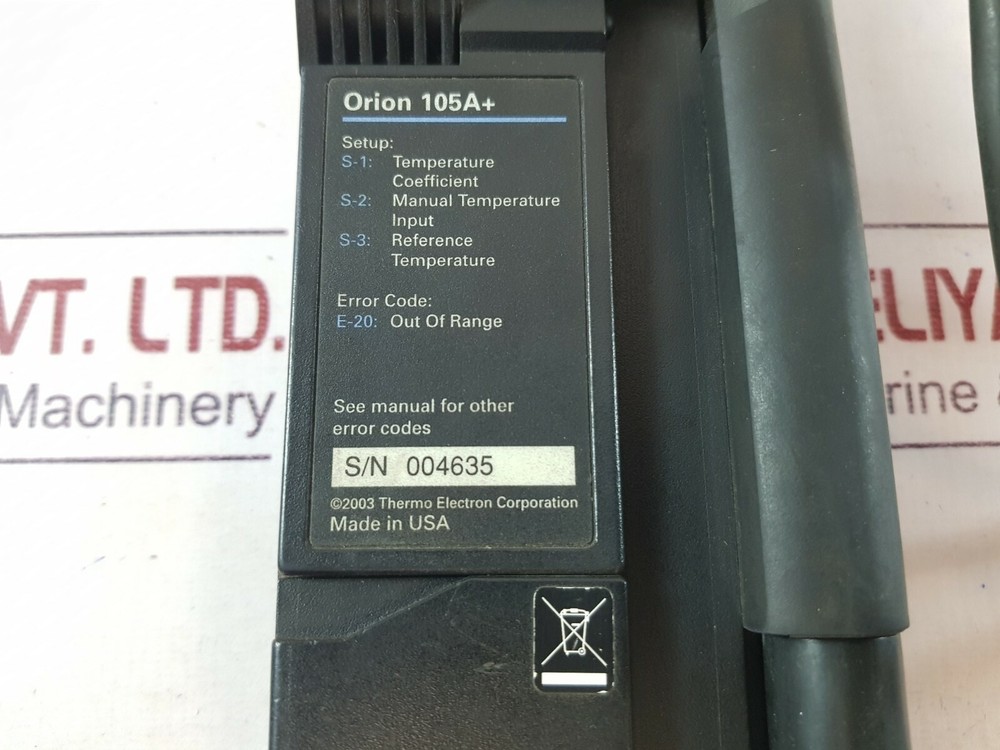 Orion 105A+
Setup:
S-1: Temperature
Coefficient
S-2: Manual Temperature
Input
S-3: Reference
Temperature
Error Code:
E-20: Out Of Range
See manual for other
error codes
S/N 004635
©2003 Thermo Electron Corporation
Made in USA
VT. LTD.
Machinery
ELIYA
rine &